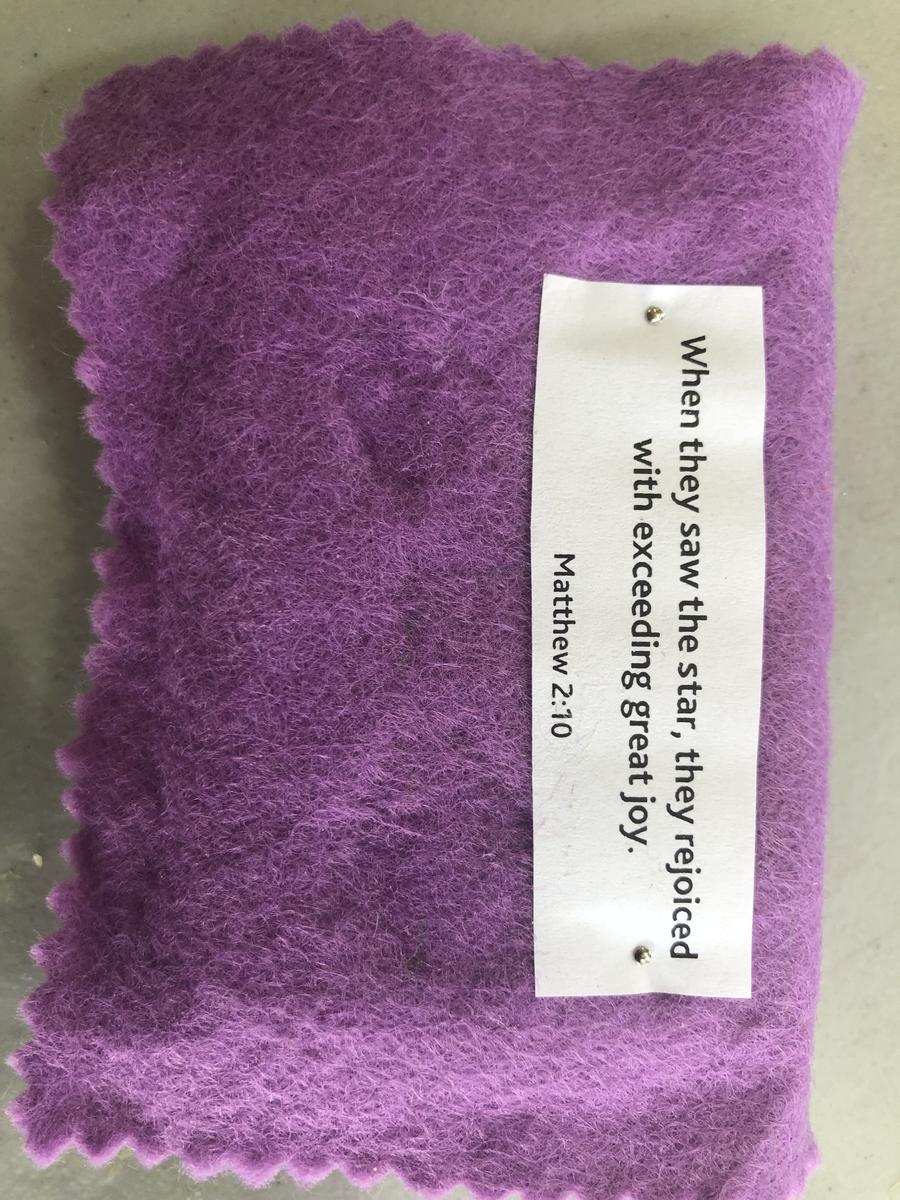 When they saw the star, they rejoiced
with exceeding great joy.
Matthew 2:10